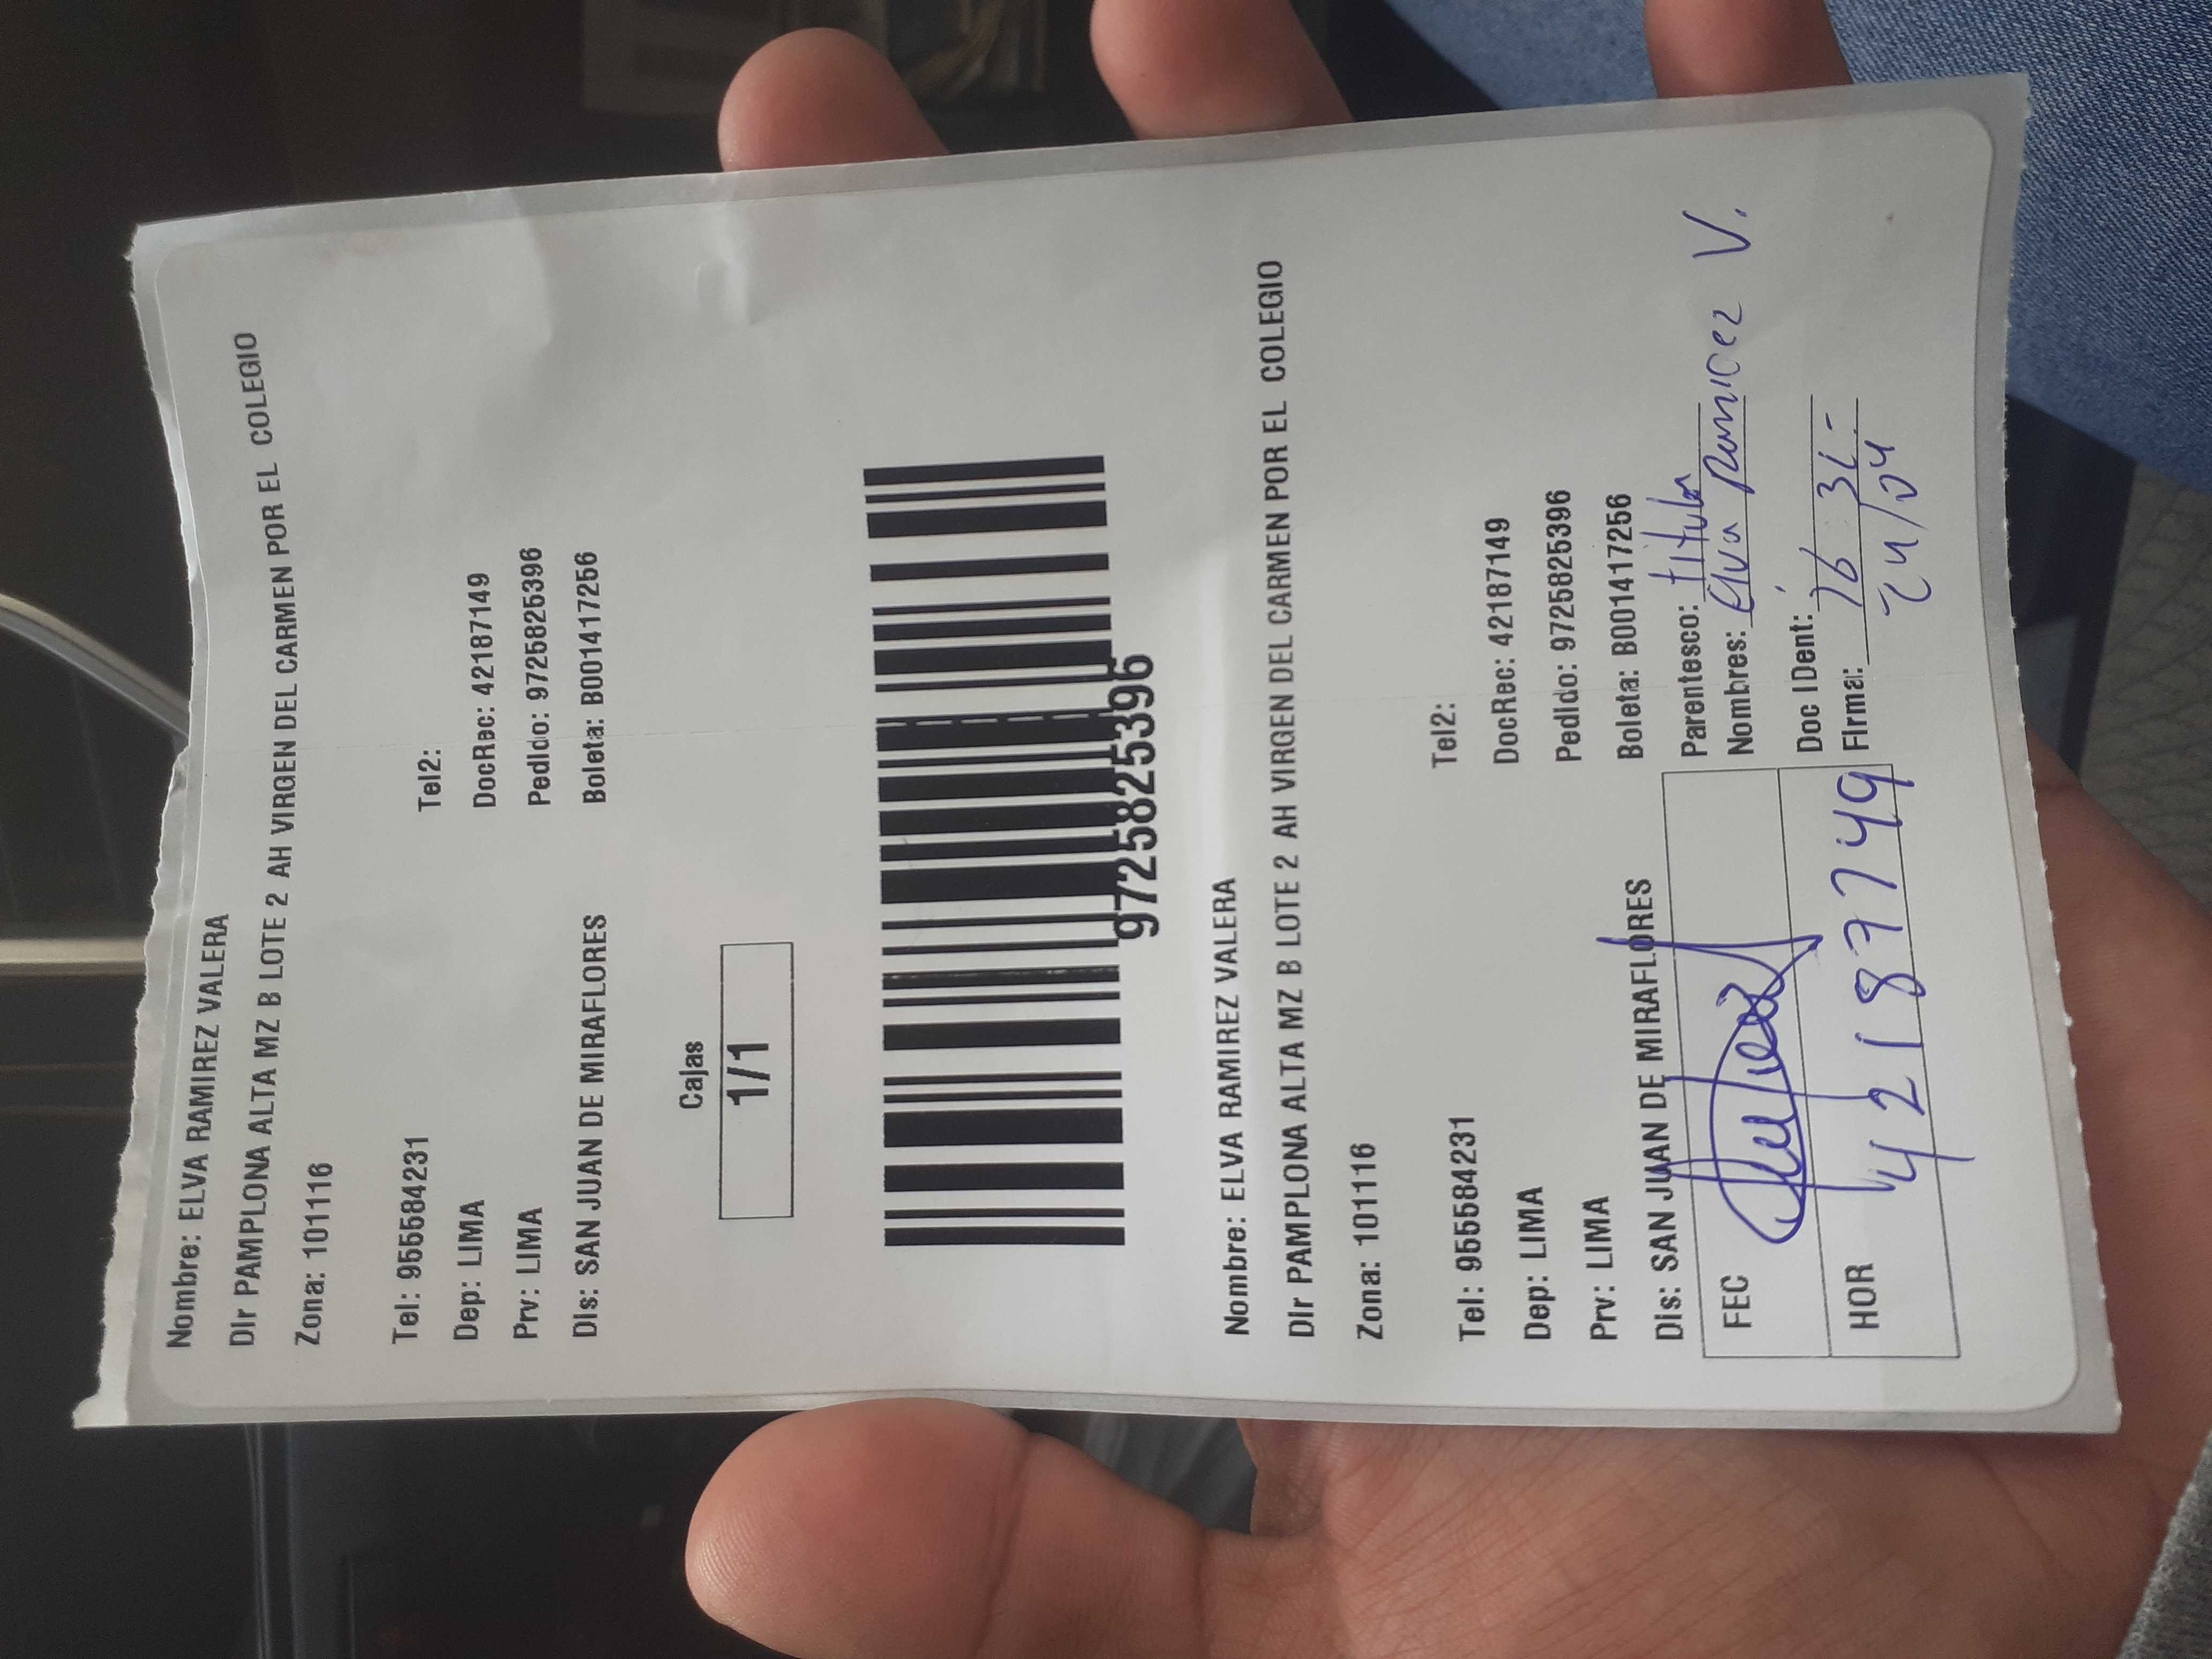 Nombre: ELVA RAMIREZ VALERA
DIr PAMPLONA ALTA MZ B LOTE 2 AH VIRGEN DEL CARMEN POR EL COLEGIO
Zona: 101116
Tel: 955584231 Tel2:
Dep: LIMA DocRec: 42187149
Prv: LIMA PedIdo: 9725825396
DIs: SAN JUAN DE MIRAFLORES Boleta: B001417256
Cajas
1/1
9725825396
Nombre: ELVA RAMIREZ VALERA
DIr PAMPLONA ALTA MZ B LOTE 2 AH VIRGEN DEL CARMEN POR EL COLEGIO
Zona: 101116
Tel: 955584231 Tel2:
Dep: LIMA DocRec: 42187149
Prv: LIMA PedIdo: 9725825396
DIs: SAN JUAN DE MIRAFLORES Boleta: B001417256
FEC Parentesco: titular
Nombres: Elva Ramirez V.
HOR 42187749 Doc IDent:
FIrma: 16 31
24/04